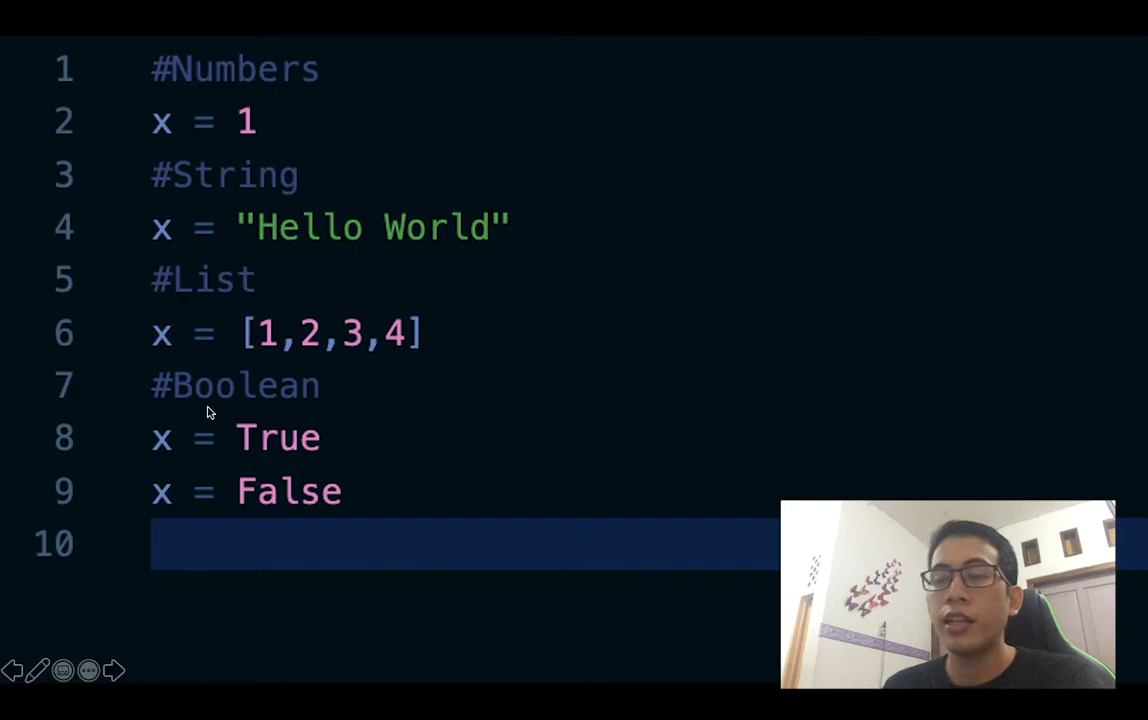 1 #Numbers
2 x = 1
3 #String
4 x = "Hello World"
5 #List
6 x = [1,2,3,4]
7 #Boolean
8 x = True
9 x = False
10